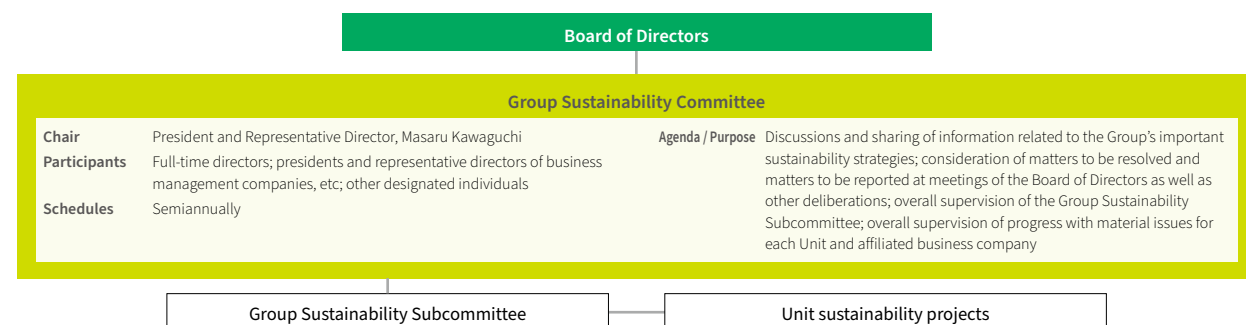 Board of Directors
Group Sustainability Committee
Chair President and Representative Director, Masaru Kawaguchi
Participants Full-time directors; presidents and representative directors of business
management companies, etc; other designated individuals
Schedules Semiannually
Agenda / Purpose Discussions and sharing of information related to the Group’s important
sustainability strategies; consideration of matters to be resolved and
matters to be reported at meetings of the Board of Directors as well as
other deliberations; overall supervision of the Group Sustainability
Subcommittee; overall supervision of progress with material issues for
each Unit and affiliated business company
Group Sustainability Subcommittee
Unit sustainability projects